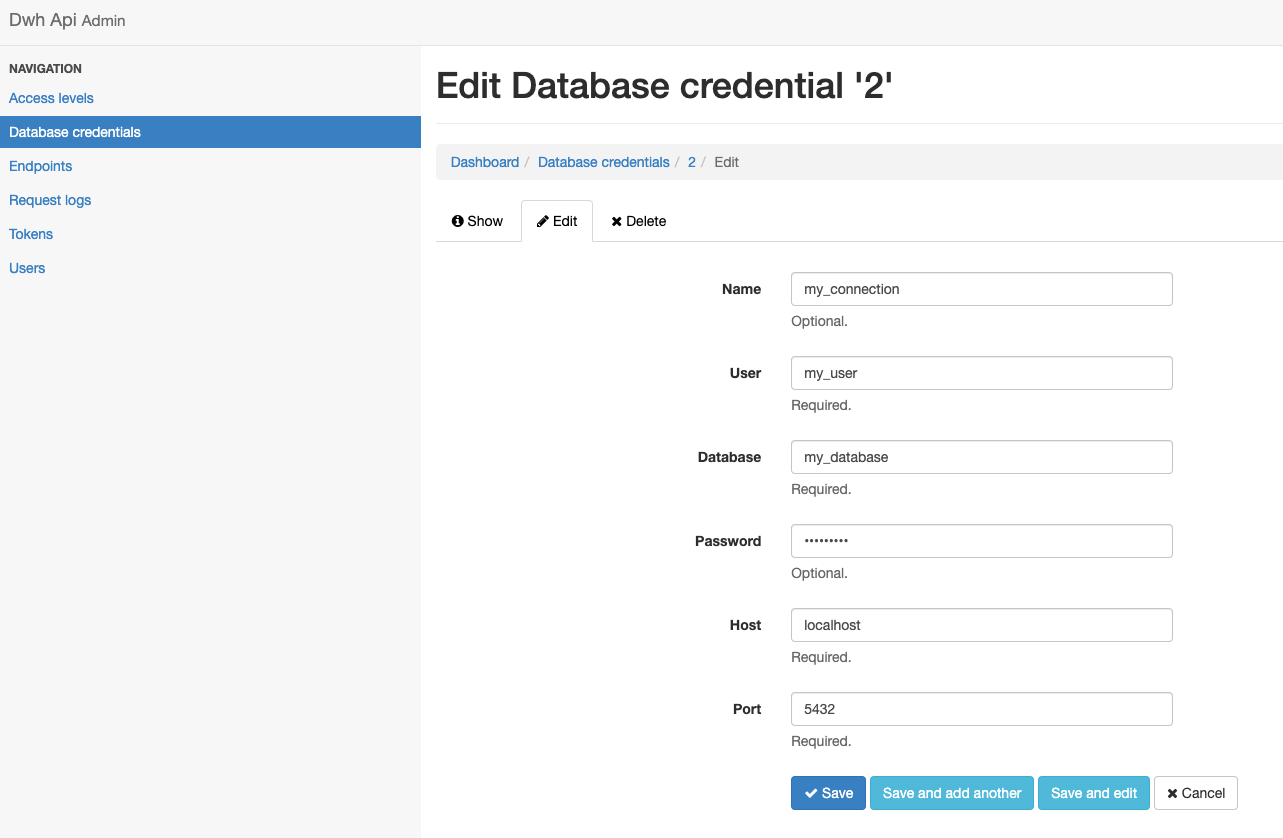 Dwh Api Admin
NAVIGATION
Access levels
Database credentials
Endpoints
Request logs
Tokens
Users
Edit Database credential '2'
Dashboard / Database credentials / 2 / Edit
Show Edit Delete
Name my_connection
Optional.
User my_user
Required.
Database my_database
Required.
Password •••••••••
Optional.
Host localhost
Required.
Port 5432
Required.
Save Save and add another Save and edit Cancel